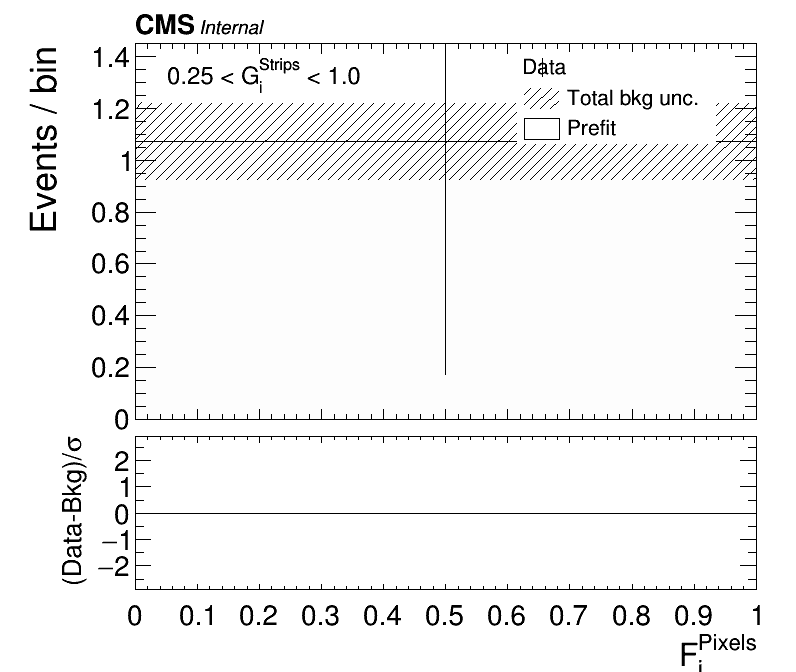 CMS Internal
Events / bin
0.25 < G_i^Strips < 1.0
Data
Total bkg unc.
Prefit
1.4
1.2
1
0.8
0.6
0.4
0.2
0
(Data-Bkg)/σ
2
1
0
−1
−2
0 0.1 0.2 0.3 0.4 0.5 0.6 0.7 0.8 0.9 1
F_i^Pixels